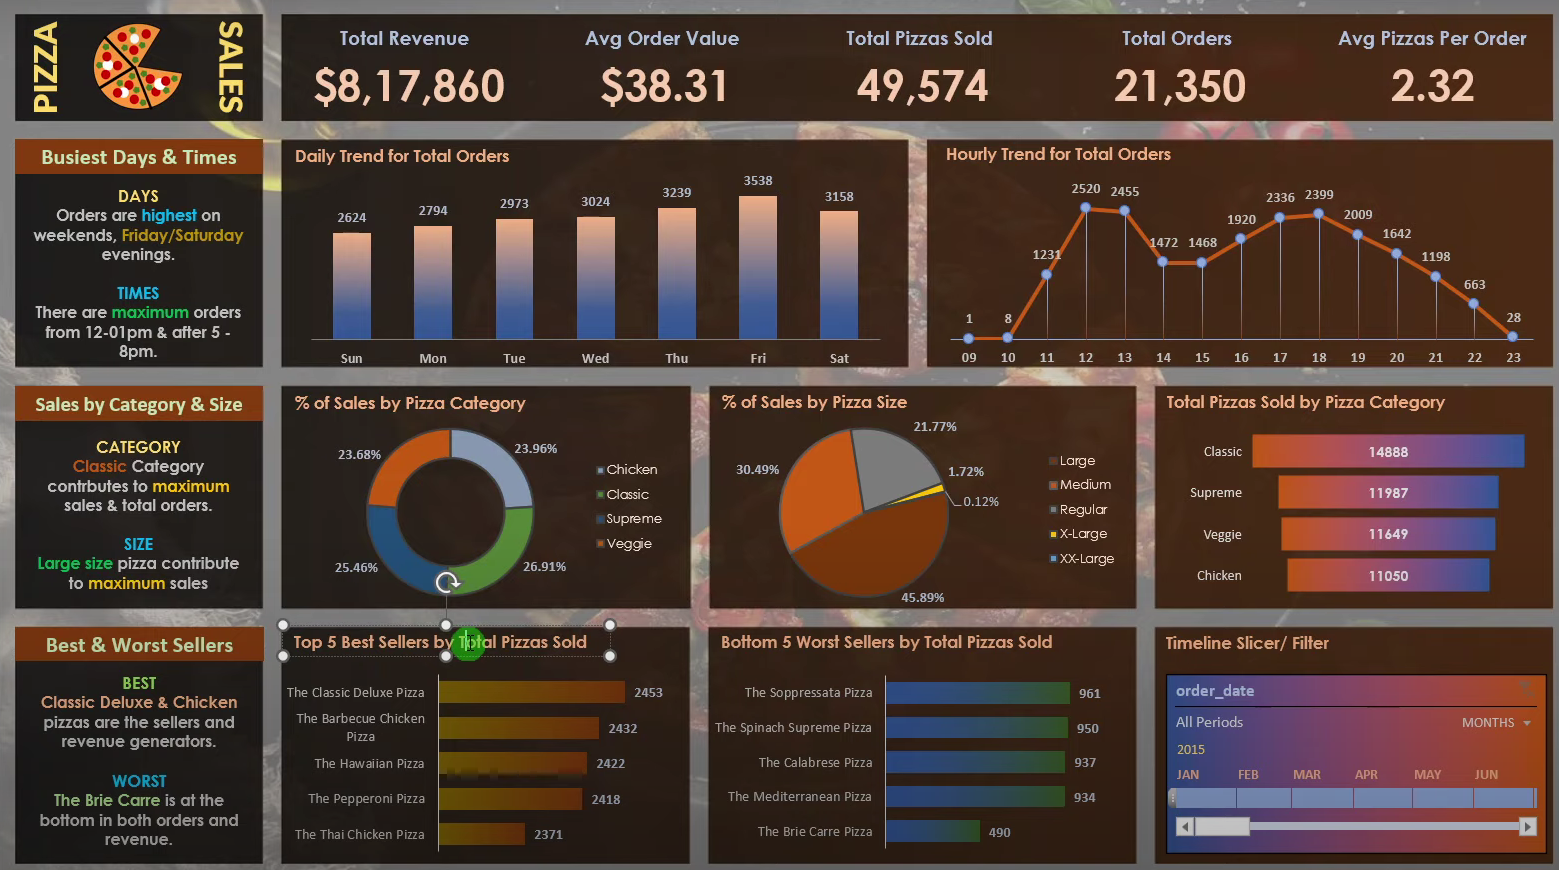 PIZZA
SALES
Total Revenue
$8,17,860
Avg Order Value
$38.31
Total Pizzas Sold
49,574
Total Orders
21,350
Avg Pizzas Per Order
2.32
Busiest Days & Times
DAYS
Orders are highest on
weekends, Friday/Saturday
evenings.
TIMES
There are maximum orders
from 12-01pm & after 5 -
8pm.
Daily Trend for Total Orders
2624
2794
2973
3024
3239
3538
3158
Sun
Mon
Tue
Wed
Thu
Fri
Sat
Hourly Trend for Total Orders
1
8
1231
2520
2455
1472
1468
1920
2336
2399
2009
1642
1198
663
28
09
10
11
12
13
14
15
16
17
18
19
20
21
22
23
Sales by Category & Size
CATEGORY
Classic Category
contrbutes to maximum
sales & total orders.
SIZE
Large size pizza contribute
to maximum sales
% of Sales by Pizza Category
23.68%
23.96%
25.46%
26.91%
Chicken
Classic
Supreme
Veggie
% of Sales by Pizza Size
21.77%
30.49%
1.72%
0.12%
45.89%
Large
Medium
Regular
X-Large
XX-Large
Total Pizzas Sold by Pizza Category
Classic
14888
Supreme
11987
Veggie
11649
Chicken
11050
Best & Worst Sellers
BEST
Classic Deluxe & Chicken
pizzas are the sellers and
revenue generators.
WORST
The Brie Carre is at the
bottom in both orders and
revenue.
Top 5 Best Sellers by Total Pizzas Sold
The Classic Deluxe Pizza
2453
The Barbecue Chicken
Pizza
2432
The Hawaiian Pizza
2422
The Pepperoni Pizza
2418
The Thai Chicken Pizza
2371
Bottom 5 Worst Sellers by Total Pizzas Sold
The Soppressata Pizza
961
The Spinach Supreme Pizza
950
The Calabrese Pizza
937
The Mediterranean Pizza
934
The Brie Carre Pizza
490
Timeline Slicer/ Filter
order_date
All Periods
MONTHS
2015
JAN
FEB
MAR
APR
MAY
JUN